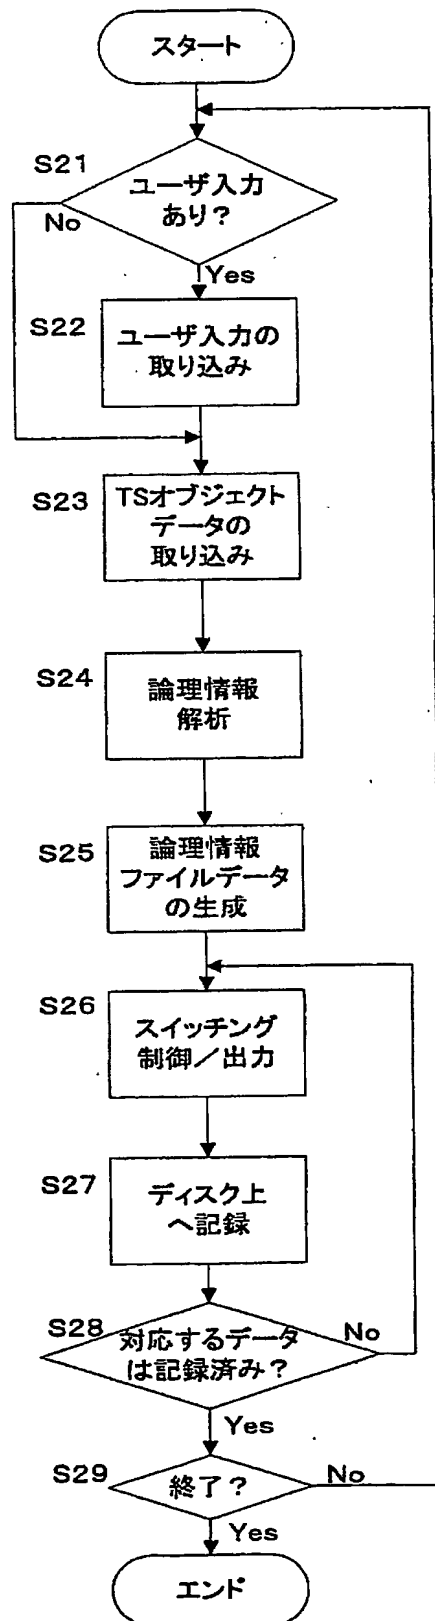 スタート
S21
ユーザ入力
あり？
No
Yes
S22
ユーザ入力の
取り込み
S23
TSオブジェクト
データの
取り込み
S24
論理情報
解析
S25
論理情報
ファイルデータ
の生成
S26
スイッチング
制御／出力
S27
ディスク上
へ記録
S28
対応するデータ
は記録済み？
No
Yes
S29
終了？
No
Yes
エンド